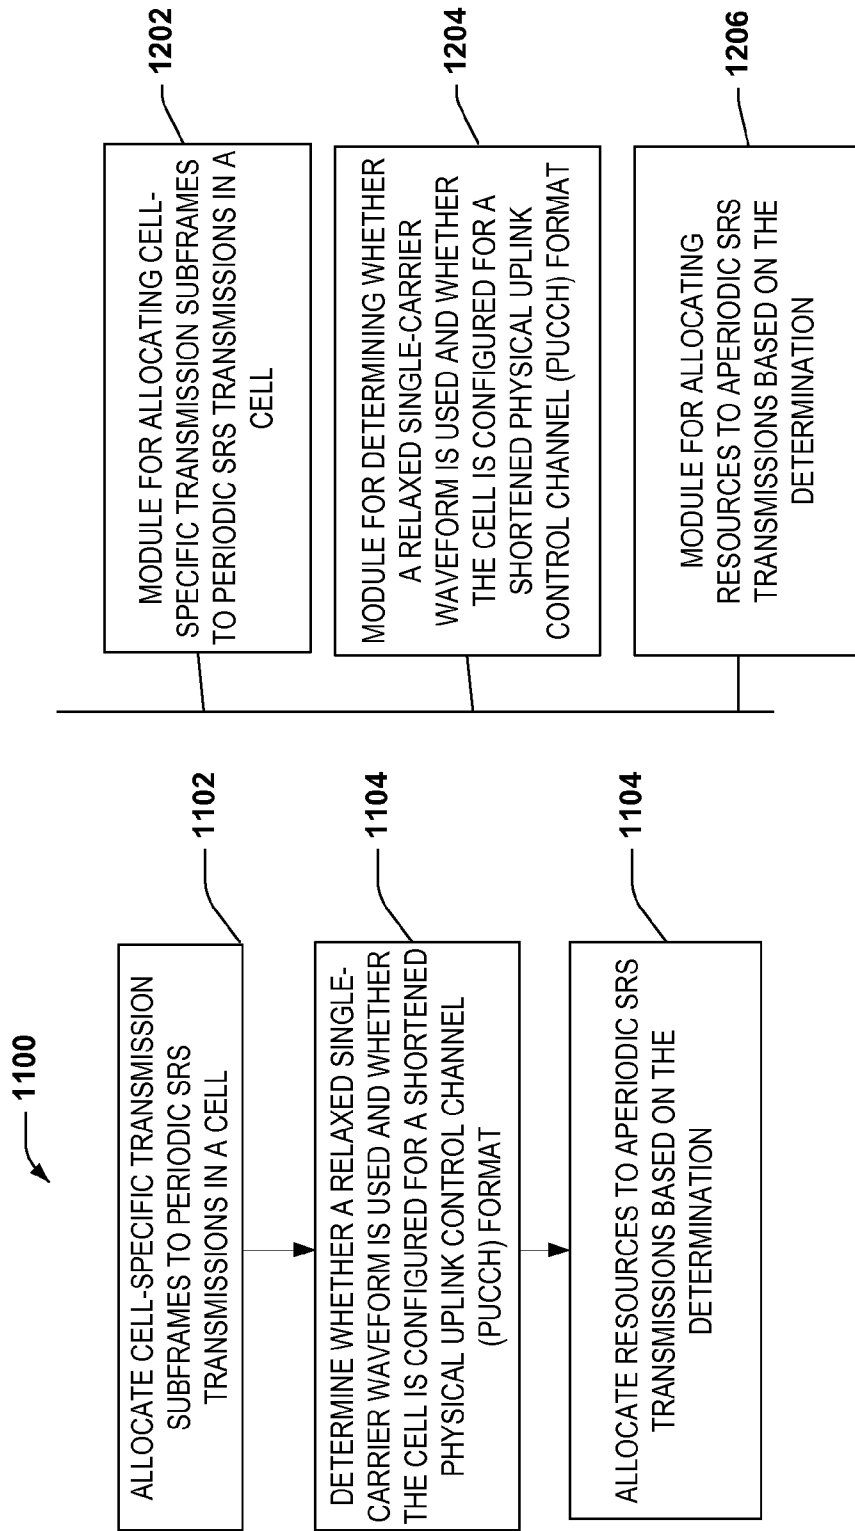 1100
ALLOCATE CELL-SPECIFIC TRANSMISSION
SUBFRAMES TO PERIODIC SRS
TRANSMISSIONS IN A CELL
1102
DETERMINE WHETHER A RELAXED SINGLE-
CARRIER WAVEFORM IS USED AND WHETHER
THE CELL IS CONFIGURED FOR A SHORTENED
PHYSICAL UPLINK CONTROL CHANNEL
(PUCCH) FORMAT
1104
ALLOCATE RESOURCES TO APERIODIC SRS
TRANSMISSIONS BASED ON THE
DETERMINATION
1104
MODULE FOR ALLOCATING CELL-
SPECIFIC TRANSMISSION SUBFRAMES
TO PERIODIC SRS TRANSMISSIONS IN A
CELL
1202
MODULE FOR DETERMINING WHETHER
A RELAXED SINGLE-CARRIER
WAVEFORM IS USED AND WHETHER
THE CELL IS CONFIGURED FOR A
SHORTENED PHYSICAL UPLINK
CONTROL CHANNEL (PUCCH) FORMAT
1204
MODULE FOR ALLOCATING
RESOURCES TO APERIODIC SRS
TRANSMISSIONS BASED ON THE
DETERMINATION
1206